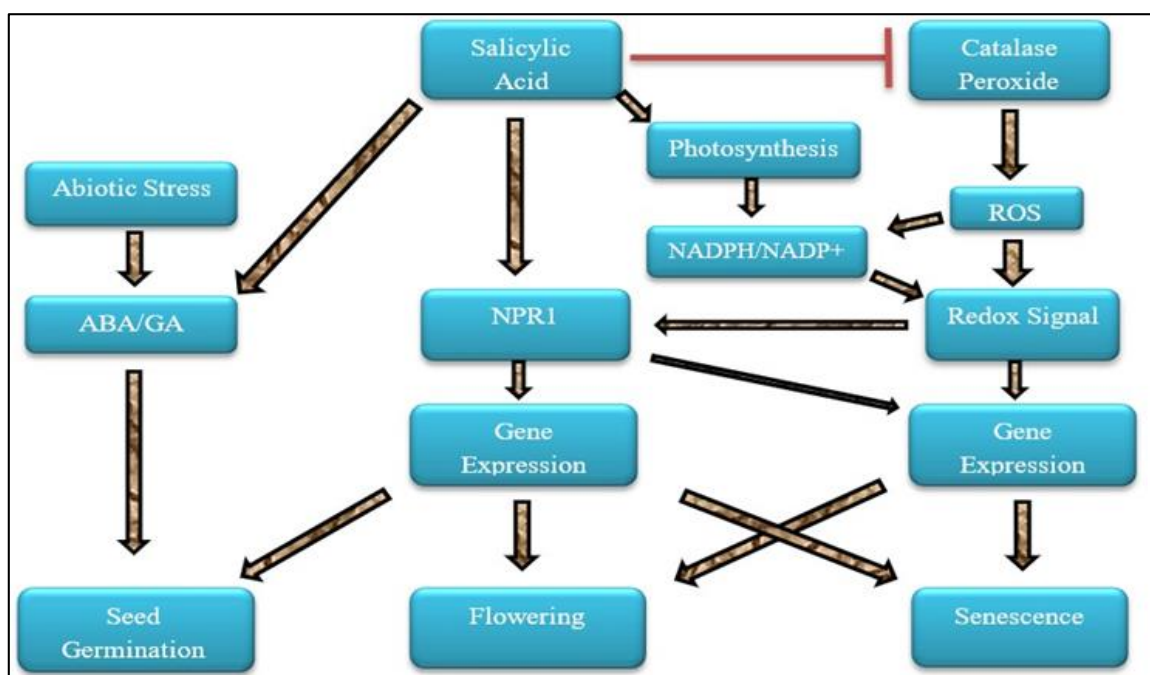 Salicylic
Acid
Catalase
Peroxide
Photosynthesis
Abiotic Stress
ROS
NADPH/NADP+
ABA/GA
NPR1
Redox Signal
Gene
Expression
Gene
Expression
Seed
Germination
Flowering
Senescence